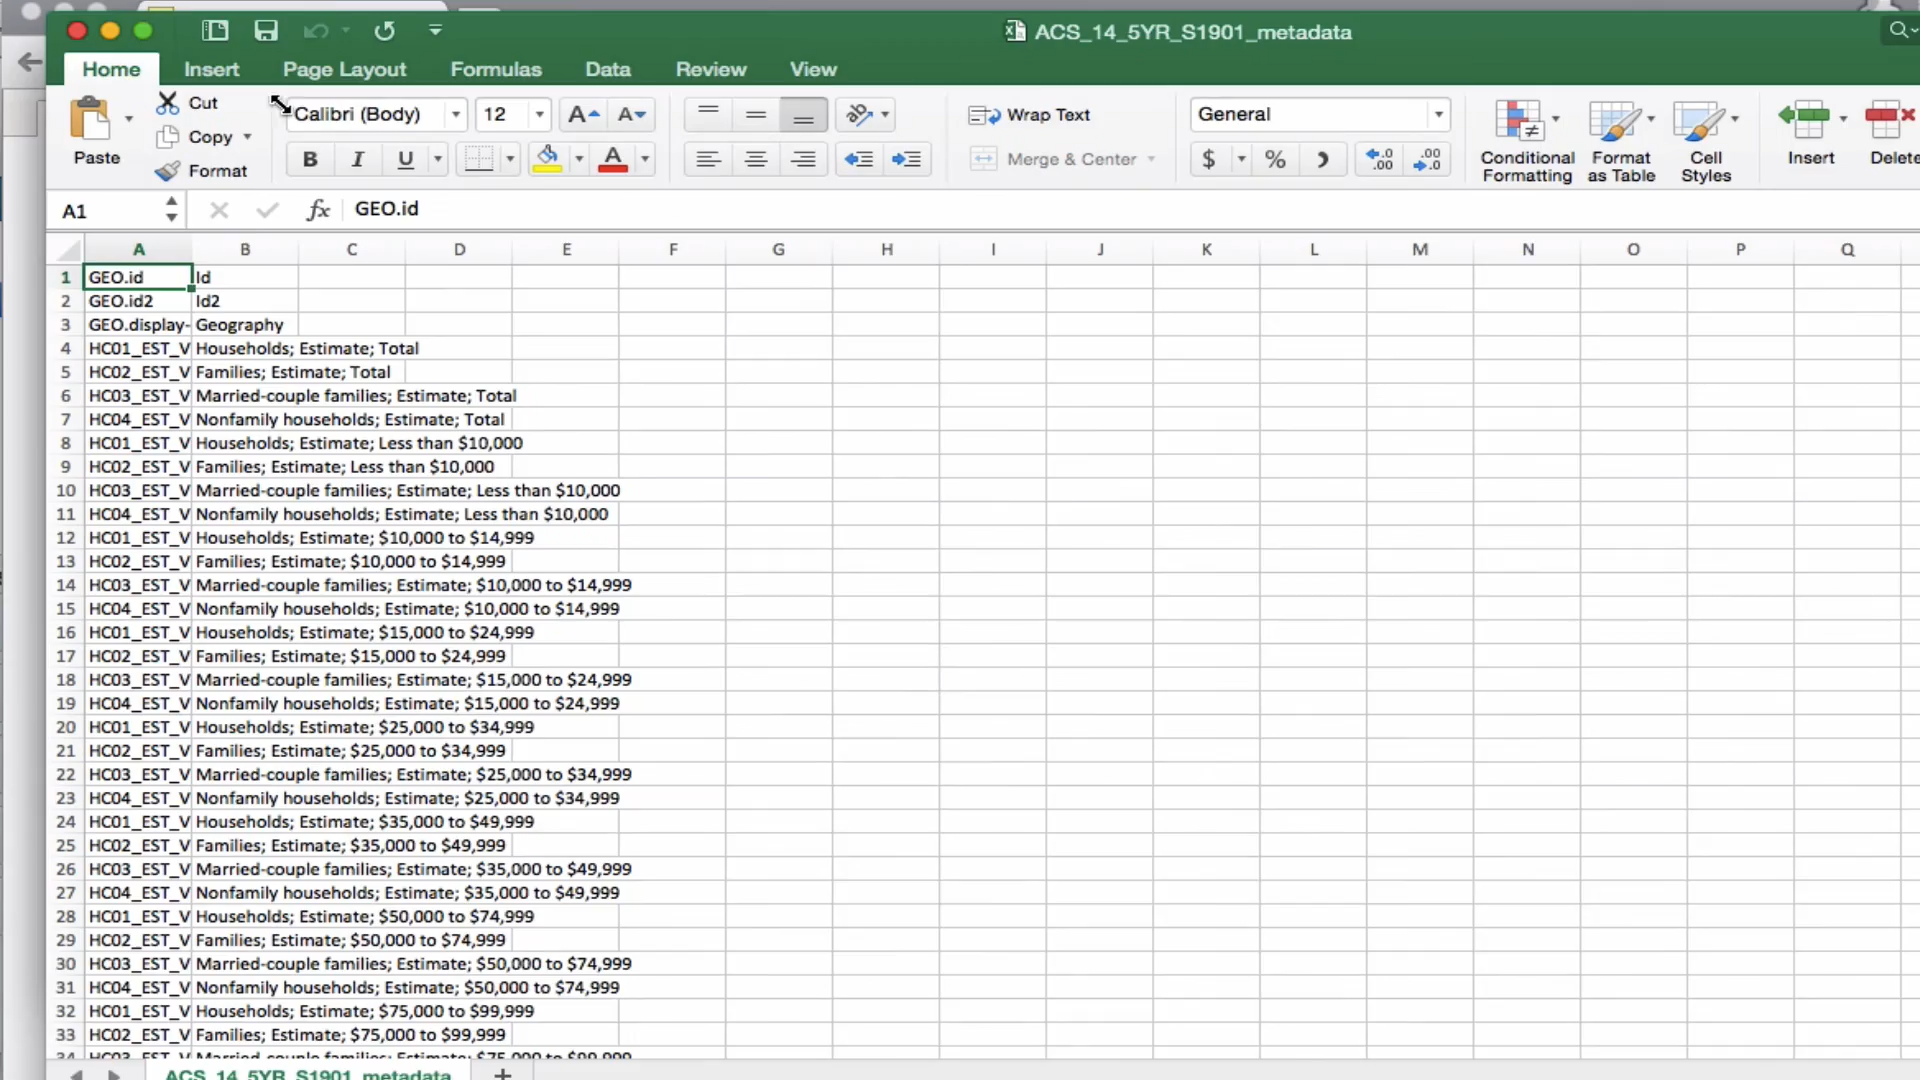 ACS_14_5YR_S1901_metadata
Home Insert Page Layout Formulas Data Review View
Paste
Cut
Copy
Format
Calibri (Body) 12 A A
B I U A
Wrap Text
Merge & Center
General
$ %
.0 .00
.00 .0
Conditional Formatting
Format as Table
Cell Styles
Insert
Delete
A1 fx GEO.id
A B C D E F G H I J K L M N O P Q
1 GEO.id Id
2 GEO.id2 Id2
3 GEO.display- Geography
4 HC01_EST_V Households; Estimate; Total
5 HC02_EST_V Families; Estimate; Total
6 HC03_EST_V Married-couple families; Estimate; Total
7 HC04_EST_V Nonfamily households; Estimate; Total
8 HC01_EST_V Households; Estimate; Less than $10,000
9 HC02_EST_V Families; Estimate; Less than $10,000
10 HC03_EST_V Married-couple families; Estimate; Less than $10,000
11 HC04_EST_V Nonfamily households; Estimate; Less than $10,000
12 HC01_EST_V Households; Estimate; $10,000 to $14,999
13 HC02_EST_V Families; Estimate; $10,000 to $14,999
14 HC03_EST_V Married-couple families; Estimate; $10,000 to $14,999
15 HC04_EST_V Nonfamily households; Estimate; $10,000 to $14,999
16 HC01_EST_V Households; Estimate; $15,000 to $24,999
17 HC02_EST_V Families; Estimate; $15,000 to $24,999
18 HC03_EST_V Married-couple families; Estimate; $15,000 to $24,999
19 HC04_EST_V Nonfamily households; Estimate; $15,000 to $24,999
20 HC01_EST_V Households; Estimate; $25,000 to $34,999
21 HC02_EST_V Families; Estimate; $25,000 to $34,999
22 HC03_EST_V Married-couple families; Estimate; $25,000 to $34,999
23 HC04_EST_V Nonfamily households; Estimate; $25,000 to $34,999
24 HC01_EST_V Households; Estimate; $35,000 to $49,999
25 HC02_EST_V Families; Estimate; $35,000 to $49,999
26 HC03_EST_V Married-couple families; Estimate; $35,000 to $49,999
27 HC04_EST_V Nonfamily households; Estimate; $35,000 to $49,999
28 HC01_EST_V Households; Estimate; $50,000 to $74,999
29 HC02_EST_V Families; Estimate; $50,000 to $74,999
30 HC03_EST_V Married-couple families; Estimate; $50,000 to $74,999
31 HC04_EST_V Nonfamily households; Estimate; $50,000 to $74,999
32 HC01_EST_V Households; Estimate; $75,000 to $99,999
33 HC02_EST_V Families; Estimate; $75,000 to $99,999
34 HC03_EST_V Married-couple families; Estimate; $75,000 to $99,999
ACS_14_5YR_S1901_metadata +